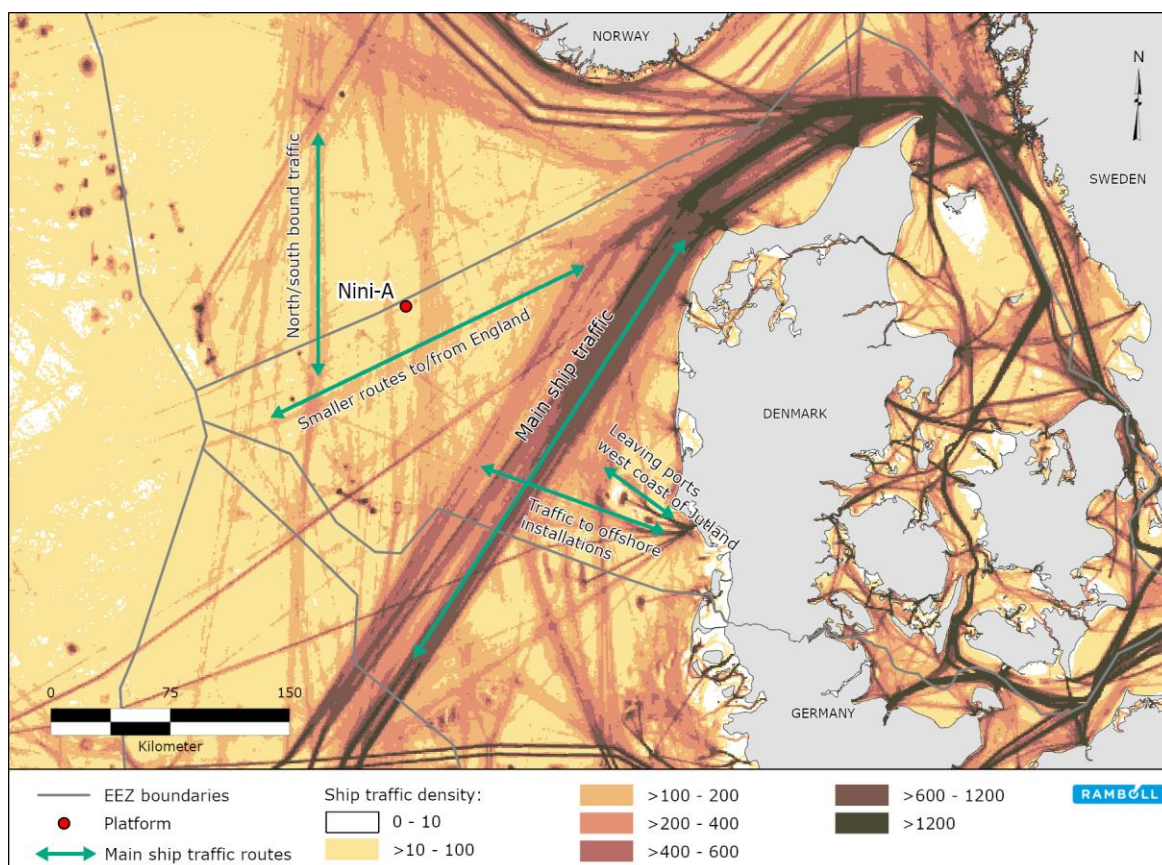 NORWAY
N
SWEDEN
North/south bound traffic
Nini-A
Smaller routes to/from England
Main ship traffic
DENMARK
Leaving ports
west coast of Jutland
Traffic to offshore
installations
GERMANY
0 75 150
Kilometer
EEZ boundaries
Platform
Main ship traffic routes
Ship traffic density:
0 - 10
>10 - 100
>100 - 200
>200 - 400
>400 - 600
>600 - 1200
>1200
RAMBOLL